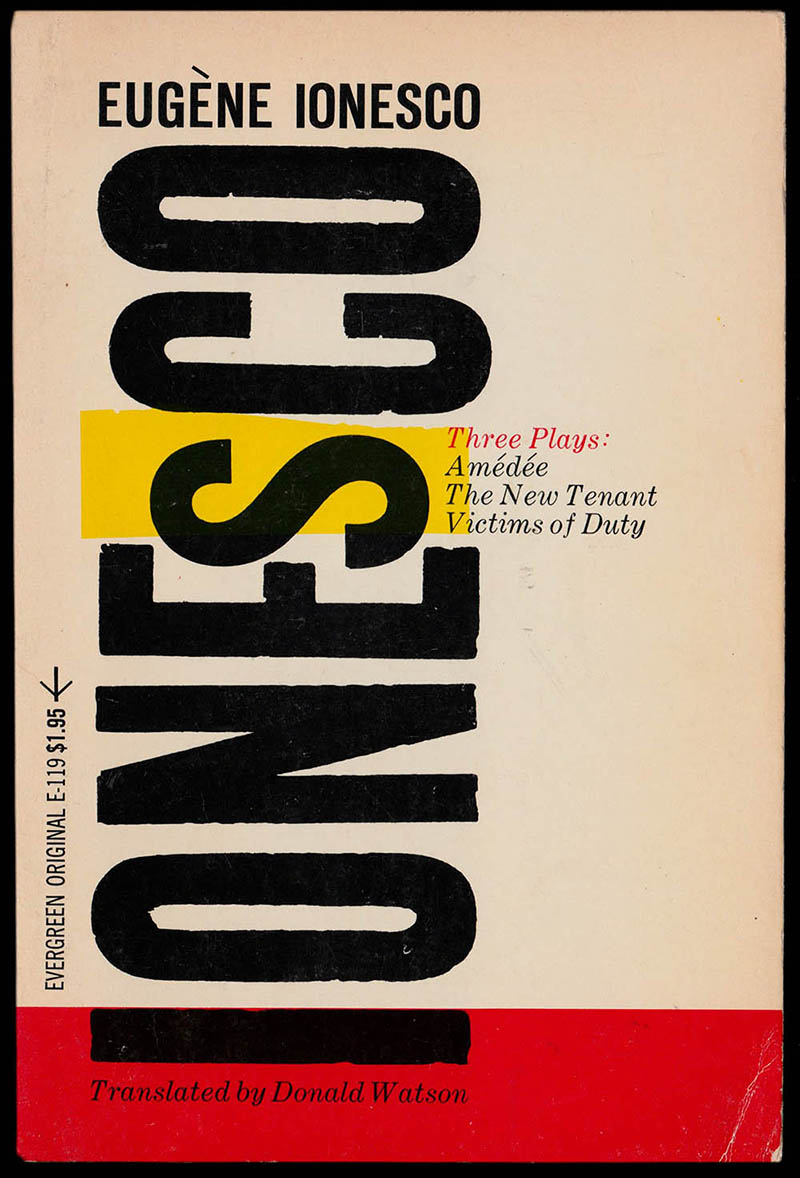 EUGÈNE IONESCO
IONESCO
Three Plays:
Amédée
The New Tenant
Victims of Duty
EVERGREEN ORIGINAL E-119 $1.95
Translated by Donald Watson